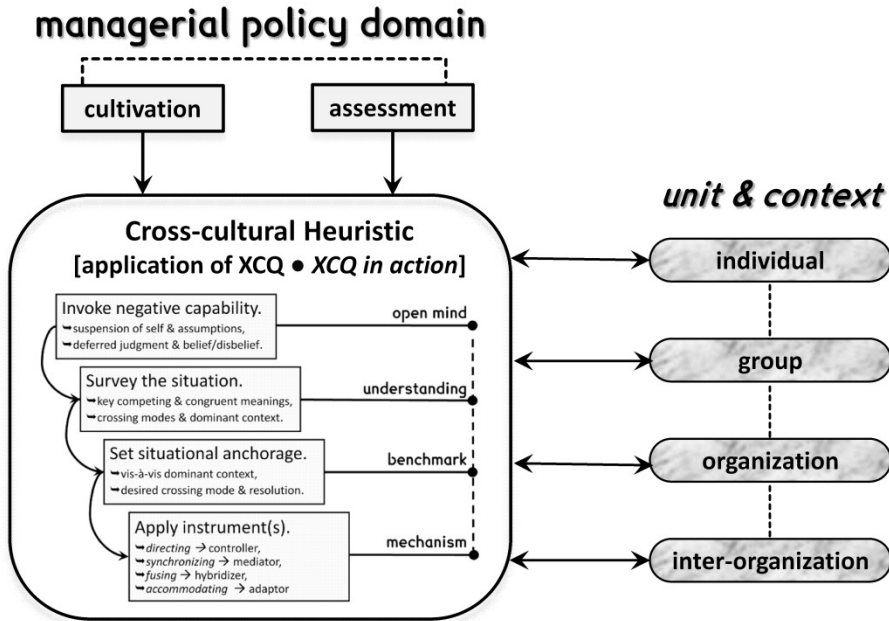 managerial policy domain
cultivation
assessment
Cross-cultural Heuristic
[application of XCQ ● XCQ in action]
Invoke negative capability.
➥suspension of self & assumptions,
➥deferred judgment & belief/disbelief.
open mind
Survey the situation.
➥key competing & congruent meanings,
➥crossing modes & dominant context.
understanding
Set situational anchorage.
➥vis-à-vis dominant context,
➥desired crossing mode & resolution.
benchmark
Apply instrument(s).
➥directing → controller,
➥synchronizing → mediator,
➥fusing → hybridizer,
➥accommodating → adaptor
mechanism
unit & context
individual
group
organization
inter-organization